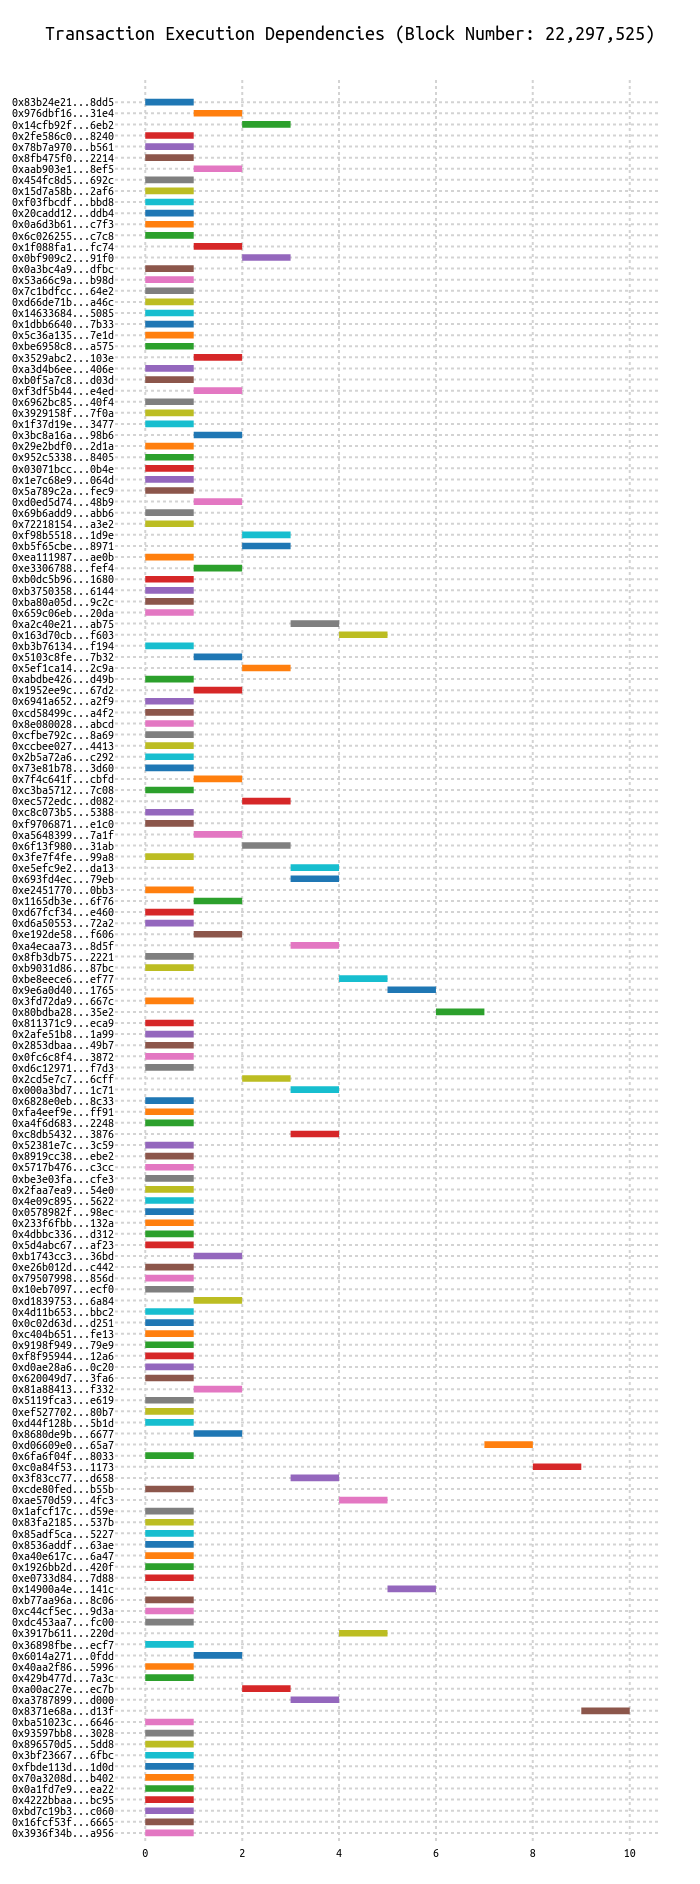 Transaction Execution Dependencies (Block Number: 22,297,525)
0x83b24e21...8dd5
0x976dbf16...31e4
0x14cfb92f...6eb2
0x2fe586c0...8240
0x78b7a970...b561
0x8fb475f0...2214
0xaab903e1...8ef5
0x454fc8d5...692c
0x15d7a58b...2af6
0xf03fbcdf...bbd8
0x20cadd12...ddb4
0x0a6d3b61...c7f3
0x6c026255...c7c8
0x1f088fa1...fc74
0x0bf909c2...91f0
0x0a3bc4a9...dfbc
0x53a66c9a...b98d
0x7c1bdfcc...64e2
0xd66de71b...a46c
0x14633684...5085
0x1dbb6640...7b33
0x5c36a135...7e1d
0xbe6958c8...a575
0x3529abc2...103e
0xa3d4b6ee...406e
0xb0f5a7c8...d03d
0xf3df5b44...e4ed
0x6962bc85...40f4
0x3929158f...7f0a
0x1f37d19e...3477
0x3bc8a16a...98b6
0x29e2bdf0...2d1a
0x952c5338...8405
0x03071bcc...0b4e
0x1e7c68e9...064d
0x5a789c2a...fec9
0xd0ed5d74...48b9
0x69b6add9...abb6
0x72218154...a3e2
0xf98b5518...1d9e
0xb5f65cbe...8971
0xea111987...ae0b
0xe3306788...fef4
0xb0dc5b96...1680
0xb3750358...6144
0xba80a05d...9c2c
0x659c06eb...20da
0xa2c40e21...ab75
0x163d70cb...f603
0xb3b76134...f194
0x5103c8fe...7b32
0x5ef1ca14...2c9a
0xabdbe426...d49b
0x1952ee9c...67d2
0x6941a652...a2f9
0xcd58499c...a4f2
0x8e080028...abcd
0xcfbe792c...8a69
0xccbee027...4413
0x2b5a72a6...c292
0x73e81b78...3d60
0x7f4c641f...cbfd
0xc3ba5712...7c08
0xec572edc...d082
0xc8c073b5...5388
0xf9706871...e1c0
0xa5648399...7a1f
0x6f13f980...31ab
0x3fe7f4fe...99a8
0xe5efc9e2...da13
0x693fd4ec...79eb
0xe2451770...0bb3
0x1165db3e...6f76
0xd67fcf34...e460
0xd6a50553...72a2
0xe192de58...f606
0xa4ecaa73...8d5f
0x8fb3db75...2221
0xb9031d86...87bc
0xbe8eece6...ef77
0x9e6a0d40...1765
0x3fd72da9...667c
0x80bdba28...35e2
0x811371c9...eca9
0x2afe51b8...1a99
0x2853dbaa...49b7
0x0fc6c8f4...3872
0xd6c12971...f7d3
0x2cd5e7c7...6cff
0x000a3bd7...1c71
0x6828e0eb...8c33
0xfa4eef9e...ff91
0xa4f6d683...2248
0xc8db5432...3876
0x52381e7c...3c59
0x8919cc38...ebe2
0x5717b476...c3cc
0xbe3e03fa...cfe3
0x2faa7ea9...54e0
0x4e09c895...5622
0x0578982f...98ec
0x233f6fbb...132a
0x4dbbc336...d312
0x5d4abc67...af23
0xb1743cc3...36bd
0xe26b012d...c442
0x79507998...856d
0x10eb7097...ecf0
0xd1839753...6a84
0x4d11b653...bbc2
0x0c02d63d...d251
0xc404b651...fe13
0x9198f949...79e9
0xf8f95944...12a6
0xd0ae28a6...0c20
0x620049d7...3fa6
0x81a88413...f332
0x5119fca3...e619
0xef527702...80b7
0xd44f128b...5b1d
0x8680de9b...6677
0xd06609e0...65a7
0x6fa6f04f...8033
0xc0a84f53...1173
0x3f83cc77...d658
0xcde80fed...b55b
0xae570d59...4fc3
0x1afcf17c...d59e
0x83fa2185...537b
0x85adf5ca...5227
0x8536addf...63ae
0xa40e617c...6a47
0x1926bb2d...420f
0xe0733d84...7d88
0x14900a4e...141c
0xb77aa96a...8c06
0xc44cf5ec...9d3a
0xdc453aa7...fc00
0x3917b611...220d
0x36898fbe...ecf7
0x6014a271...0fdd
0x40aa2f86...5996
0x429b477d...7a3c
0xa00ac27e...ec7b
0xa3787899...d000
0x8371e68a...d13f
0xba51023c...6646
0x93597bb8...3028
0x896570d5...5dd8
0x3bf23667...6fbc
0xfbde113d...1d0d
0x70a3208d...b402
0x0a1fd7e9...ea22
0x4222bbaa...bc95
0xbd7c19b3...c060
0x16fcf53f...6665
0x3936f34b...a956
0 2 4 6 8 10